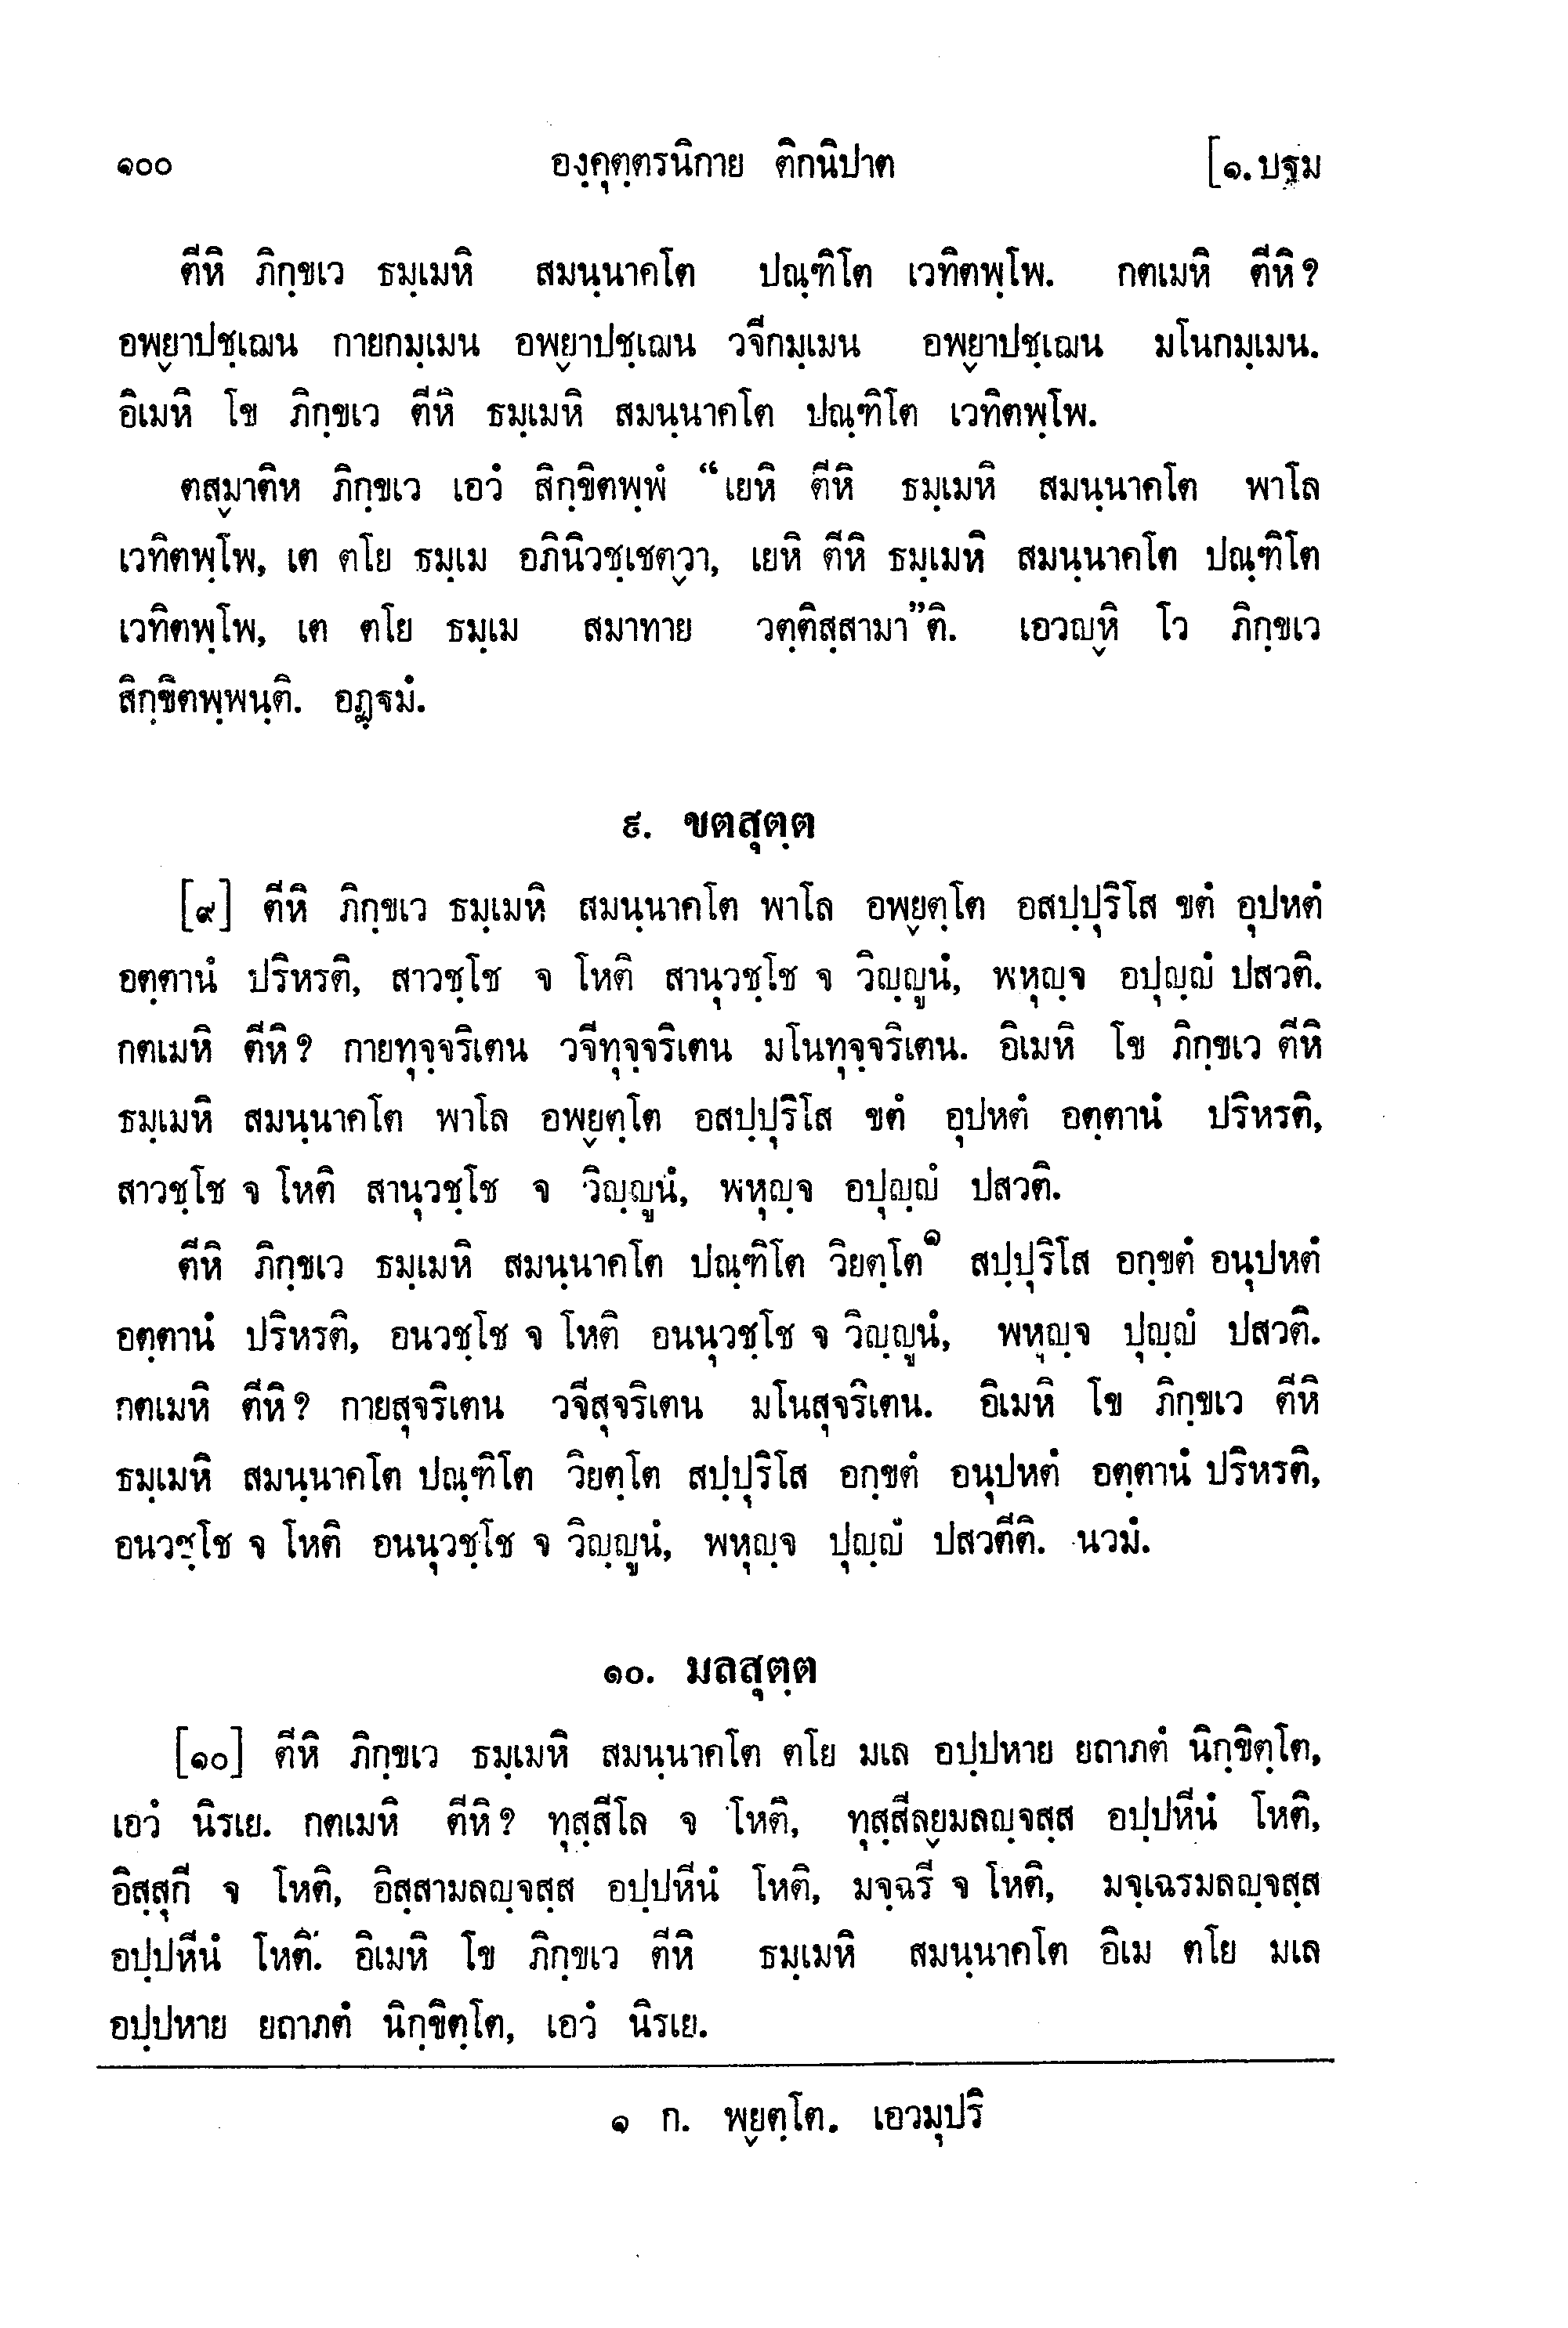 ๑๐๐ องฺคุตฺตรนิกาย ติกนิปาต [๑.ปฐม
ตีหิ ภิกฺขเว ธมฺเมหิ สมนฺนาคโต ปณฺฑิโต เวทิตพฺโพ. กตเมหิ ตีหิ?
อพฺยาปชฺเฌน กายกมฺเมน อพฺยาปชฺเฌน วจีกมฺเมน อพฺยาปชฺเฌน มโนกมฺเมน.
อิเมหิ โข ภิกฺขเว ตีหิ ธมฺเมหิ สมนฺนาคโต ปณฺฑิโต เวทิตพฺโพ.
ตสฺมาติห ภิกฺขเว เอวํ สิกฺขิตพฺพํ “เยหิ ตีหิ ธมฺเมหิ สมนฺนาคโต พาโล
เวทิตพฺโพ, เต ตโย ธมฺเม อภินิวชฺเชตฺวา, เยหิ ตีหิ ธมฺเมหิ สมนฺนาคโต ปณฺฑิโต
เวทิตพฺโพ, เต ตโย ธมฺเม สมาทาย วตฺติสฺสามา”ติ. เอวญฺหิ โว ภิกฺขเว
สิกฺขิตพฺพนฺติ. อฏฺฐมํ.
๙. ขตสุตฺต
[๙] ตีหิ ภิกฺขเว ธมฺเมหิ สมนฺนาคโต พาโล อพฺยตฺโต อสปฺปุริโส ขตํ อุปหตํ
อตฺตานํ ปริหรติ, สาวชฺโช จ โหติ สานุวชฺโช จ วิญฺญูนํ, พหุญฺจ อปุญฺญํ ปสวติ.
กตเมหิ ตีหิ? กายทุจฺจริเตน วจีทุจฺจริเตน มโนทุจฺจริเตน. อิเมหิ โข ภิกฺขเว ตีหิ
ธมฺเมหิ สมนฺนาคโต พาโล อพฺยตฺโต อสปฺปุริโส ขตํ อุปหตํ อตฺตานํ ปริหรติ,
สาวชฺโช จ โหติ สานุวชฺโช จ วิญฺญูนํ, พหุญฺจ อปุญฺญํ ปสวติ.
ตีหิ ภิกฺขเว ธมฺเมหิ สมนฺนาคโต ปณฺฑิโต วิยตฺโต๑ สปฺปุริโส อกฺขตํ อนุปหตํ
อตฺตานํ ปริหรติ, อนวชฺโช จ โหติ อนนุวชฺโช จ วิญฺญูนํ, พหุญฺจ ปุญฺญํ ปสวติ.
กตเมหิ ตีหิ? กายสุจริเตน วจีสุจริเตน มโนสุจริเตน. อิเมหิ โข ภิกฺขเว ตีหิ
ธมฺเมหิ สมนฺนาคโต ปณฺฑิโต วิยตฺโต สปฺปุริโส อกฺขตํ อนุปหตํ อตฺตานํ ปริหรติ,
อนวชฺโช จ โหติ อนนุวชฺโช จ วิญฺญูนํ, พหุญฺจ ปุญฺญํ ปสวตีติ. นวมํ.
๑๐. มลสุตฺต
[๑๐] ตีหิ ภิกฺขเว ธมฺเมหิ สมนฺนาคโต ตโย มเล อปฺปหาย ยถาภตํ นิกฺขิตฺโต,
เอวํ นิรเย. กตเมหิ ตีหิ? ทุสฺสีโล จ โหติ, ทุสฺสีลฺยมลญฺจสฺส อปฺปหีนํ โหติ,
อิสฺสุกี จ โหติ, อิสฺสามลญฺจสฺส อปฺปหีนํ โหติ, มจฺฉรี จ โหติ, มจฺเฉรมลญฺจสฺส
อปฺปหีนํ โหติ. อิเมหิ โข ภิกฺขเว ตีหิ ธมฺเมหิ สมนฺนาคโต อิเม ตโย มเล
อปฺปหาย ยถาภตํ นิกฺขิตฺโต, เอวํ นิรเย.
๑ ก. พฺยตฺโต. เอวมุปริ